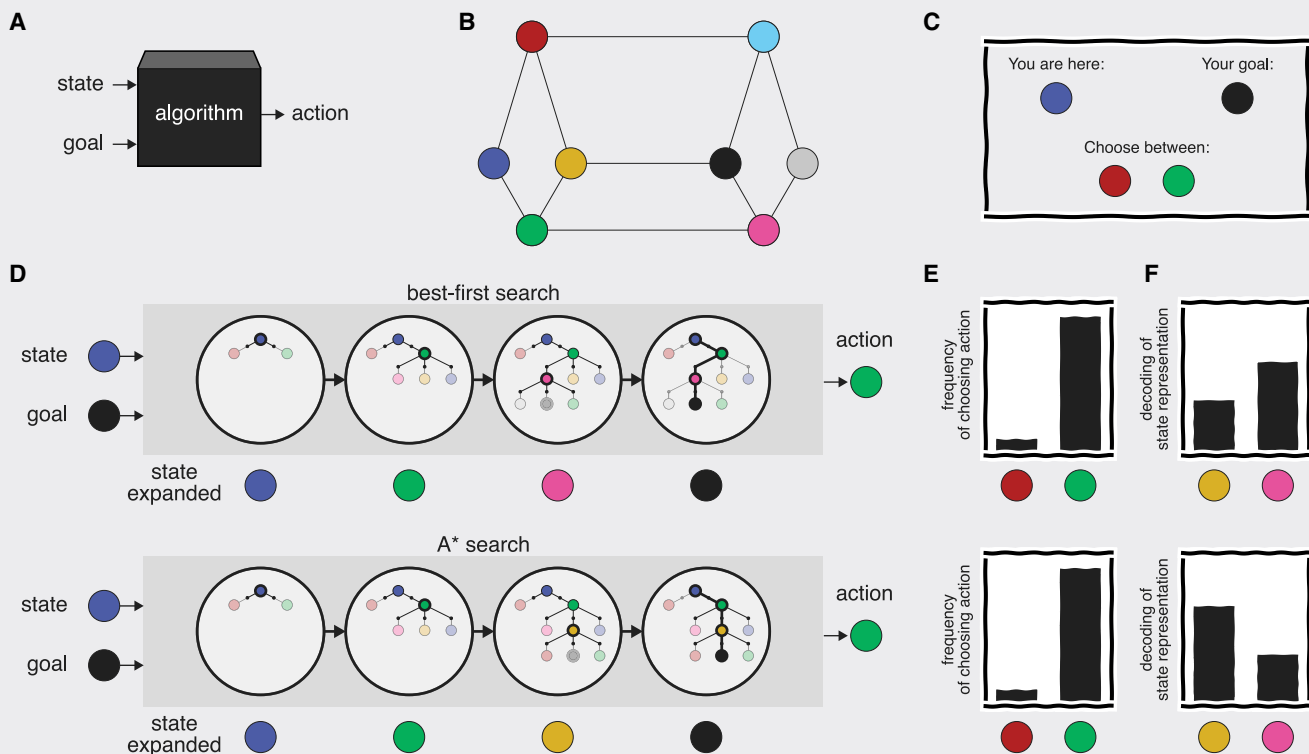 A
state
goal
algorithm
action
B
C
You are here:
Your goal:
Choose between:
D
best-first search
state
goal
action
state
expanded
A* search
state
goal
action
state
expanded
E
frequency
of choosing action
frequency
of choosing action
F
decoding of
state representation
decoding of
state representation